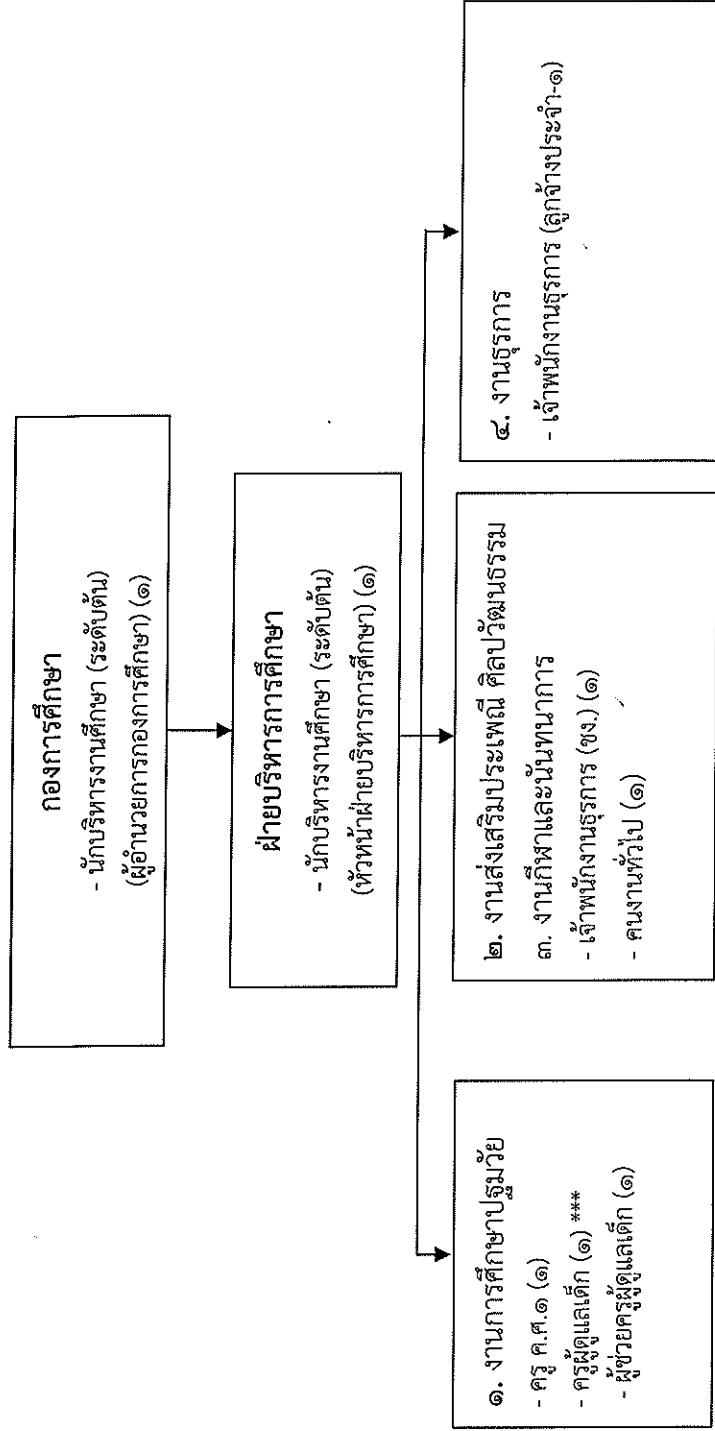 กองการศึกษา
- นักบริหารงานศึกษา (ระดับต้น)
(ผู้อำนวยการกองการศึกษา) (๑)
ฝ่ายบริหารการศึกษา
- นักบริหารงานศึกษา (ระดับต้น)
(หัวหน้าฝ่ายบริหารการศึกษา) (๑)
๑. งานการศึกษาปฐมวัย
- ครู ค.ศ.๑ (๑)
- ครูผู้ดูแลเด็ก (๑) ***
- ผู้ช่วยครูผู้ดูแลเด็ก (๑)
๒. งานส่งเสริมประเพณี ศิลปวัฒนธรรม
๓. งานกีฬาและนันทนาการ
- เจ้าพนักงานธุรการ (ชง.) (๑)
- คนงานทั่วไป (๑)
๔. งานธุรการ
- เจ้าพนักงานธุรการ (ลูกจ้างประจำ-๑)